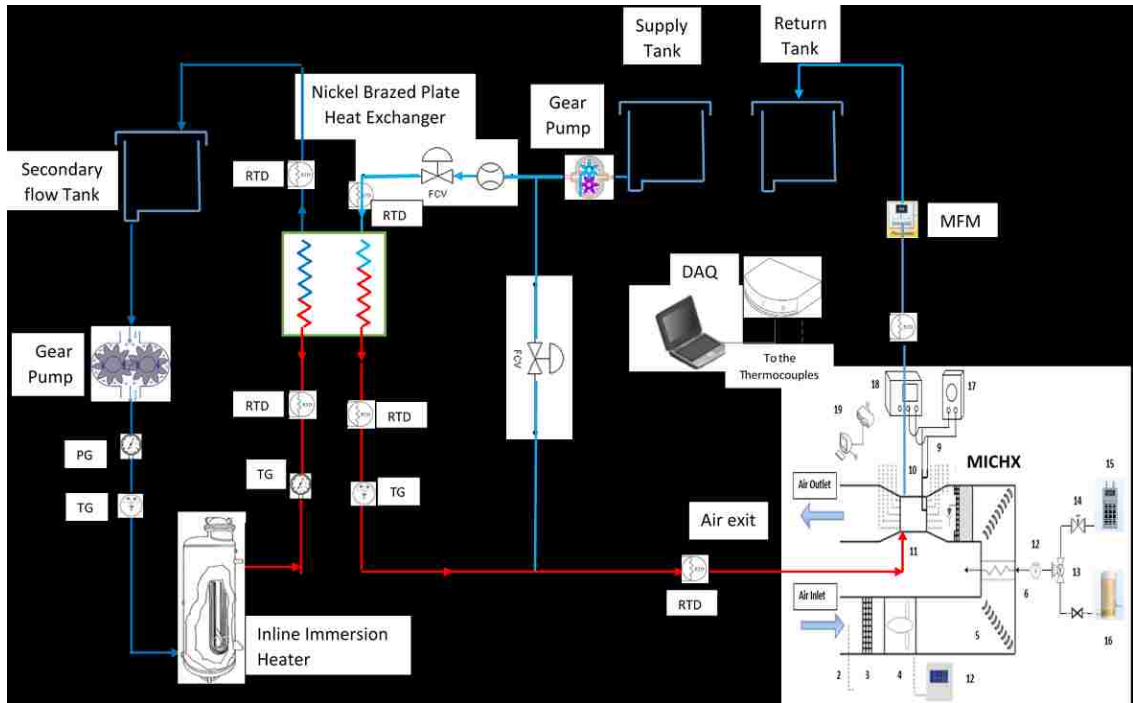 Supply
Tank
Return
Tank
Nickel Brazed Plate
Heat Exchanger
Gear
Pump
Secondary
flow Tank
RTD
RTD
FCV
MFM
DAQ
To the
Thermocouples
FCV
Gear
Pump
RTD
RTD
PG
TG
TG
TG
Inline Immersion
Heater
Air exit
RTD
MICHX
18
17
19
9
10
15
14
Air Outlet
12
13
11
6
Air Inlet
5
16
2
3
4
12